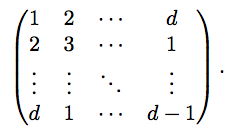 1 2 ⋯ d
2 3 ⋯ 1
⋮ ⋮ ⋱ ⋮
d 1 ⋯ d − 1 .